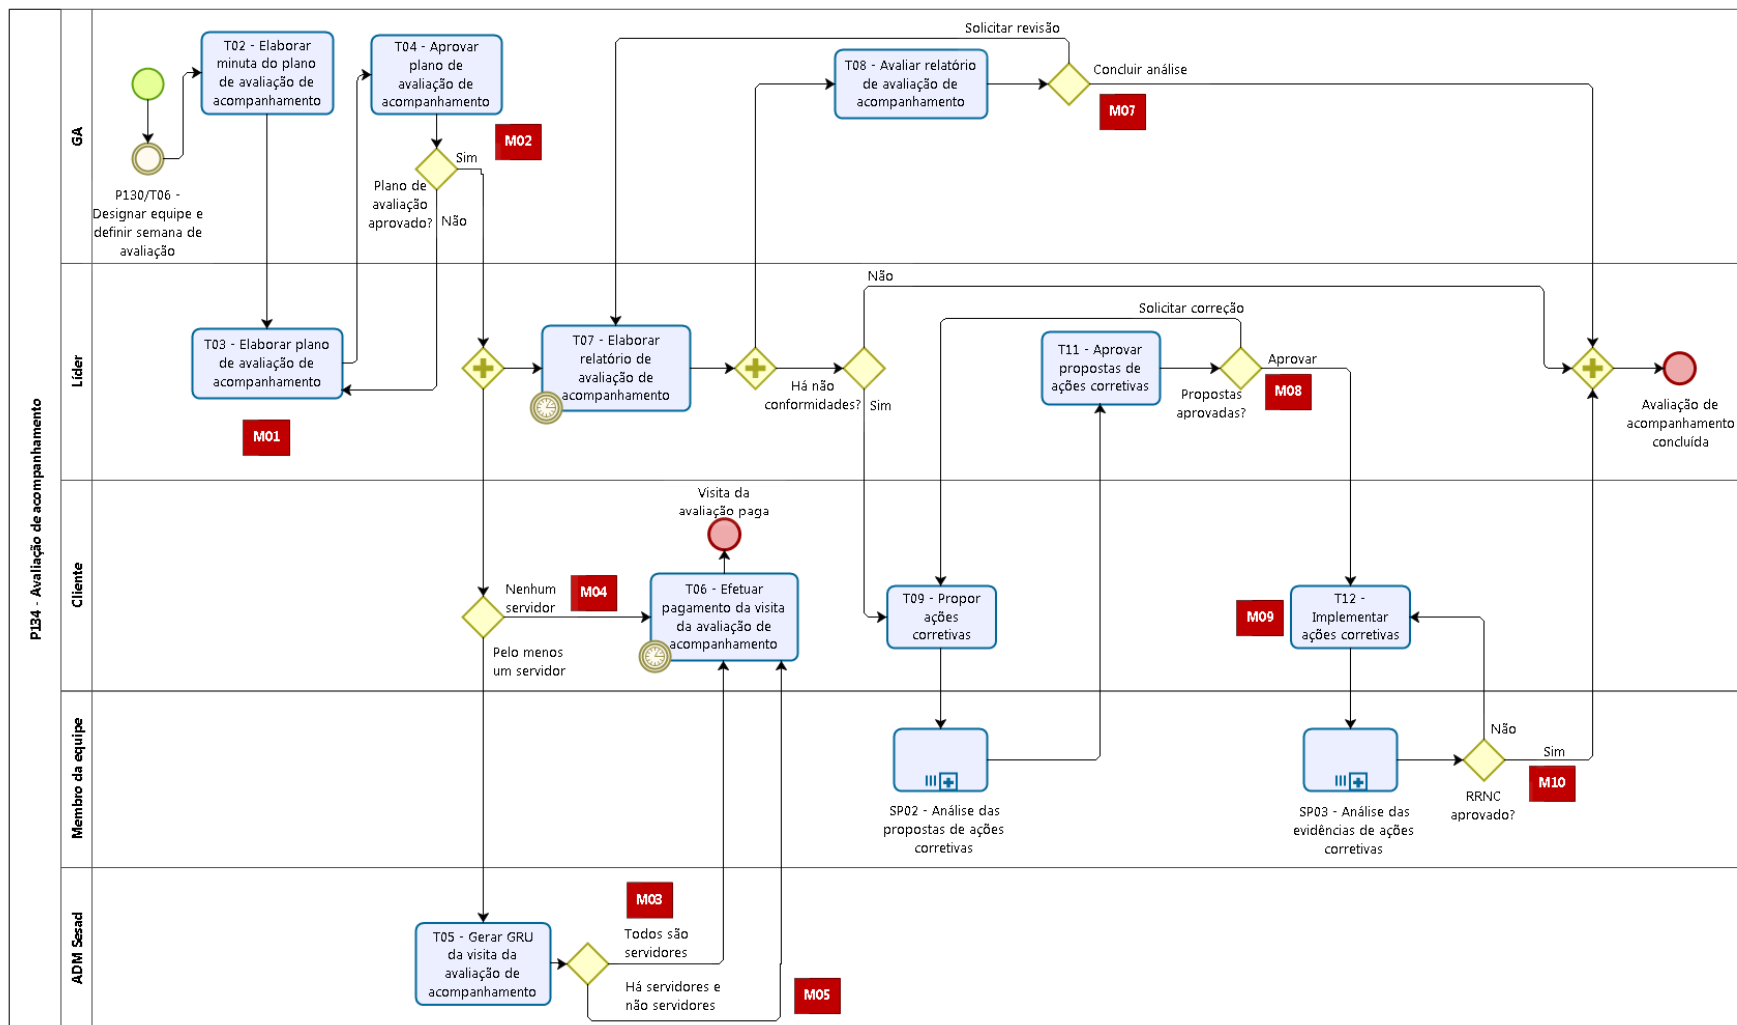 P134 - Avaliação de acompanhamento
GA
P130/T06 -
Designar equipe e
definir semana de
avaliação
T02 - Elaborar
minuta do plano
de avaliação de
acompanhamento
T04 - Aprovar
plano de
avaliação de
acompanhamento
M02
Sim
Plano de
avaliação
aprovado?
Não
Solicitar revisão
T08 - Avaliar relatório
de avaliação de
acompanhamento
Concluir análise
M07
Líder
T03 - Elaborar plano
de avaliação de
acompanhamento
M01
T07 - Elaborar
relatório de
avaliação de
acompanhamento
Há não
conformidades?
Não
Sim
Solicitar correção
T11 - Aprovar
propostas de
ações corretivas
Propostas
aprovadas?
Aprovar
M08
Avaliação de
acompanhamento
concluída
Cliente
Nenhum
servidor
M04
Pelo menos
um servidor
Visita da
avaliação paga
T06 - Efetuar
pagamento da visita
da avaliação de
acompanhamento
T09 - Propor
ações
corretivas
M09
T12 -
Implementar
ações corretivas
Membro da equipe
SP02 - Análise das
propostas de ações
corretivas
SP03 - Análise das
evidências de ações
corretivas
Não
Sim
RRNC
aprovado?
M10
ADM Sesad
T05 - Gerar GRU
da visita da
avaliação de
acompanhamento
M03
Todos são
servidores
Há servidores e
não servidores
M05